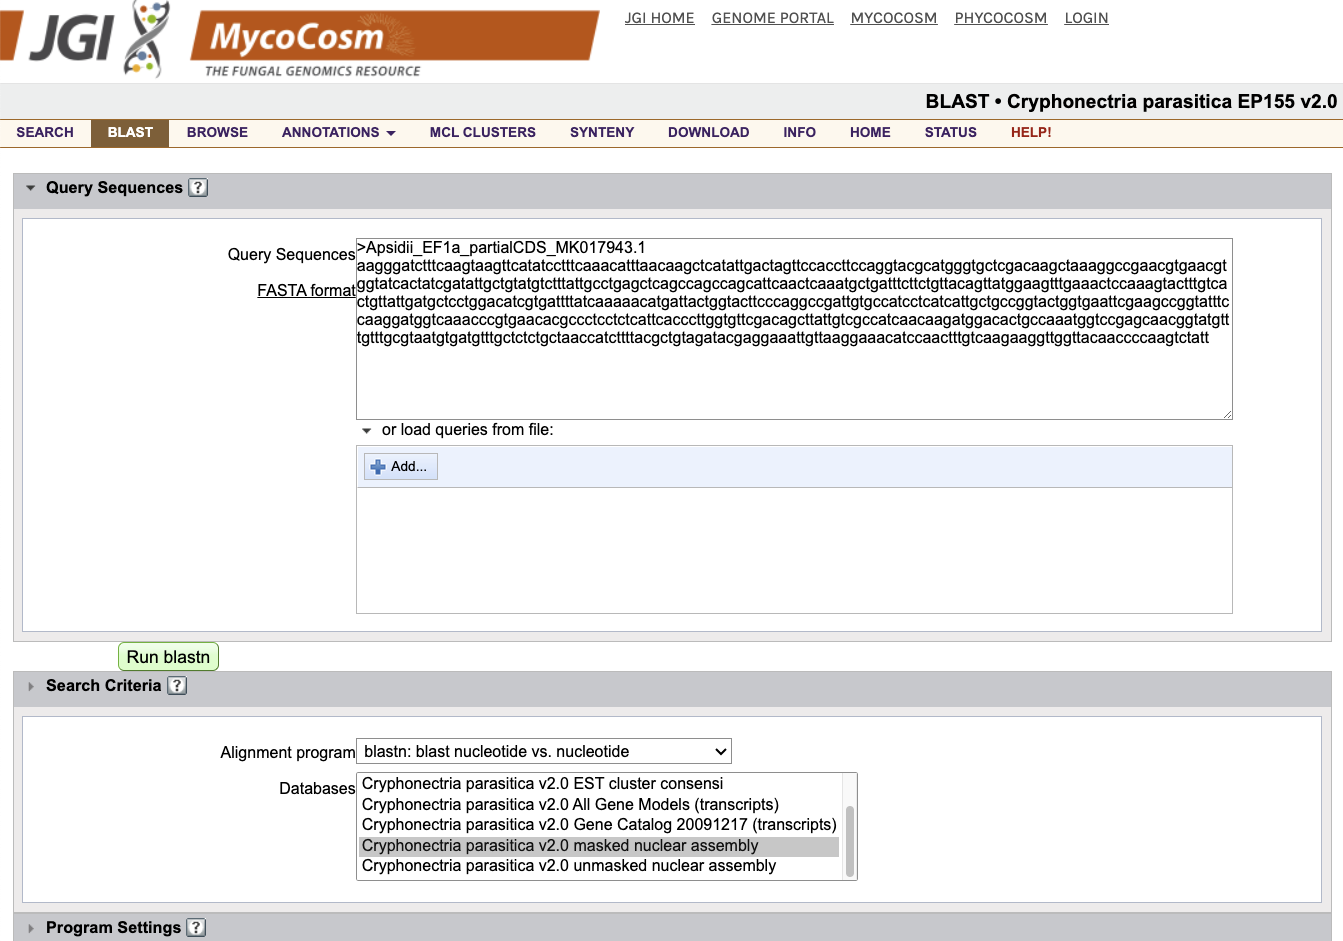 JGI
MycoCosm
THE FUNGAL GENOMICS RESOURCE
JGI HOME GENOME PORTAL MYCOCOSM PHYCOCOSM LOGIN
BLAST • Cryphonectria parasitica EP155 v2.0
SEARCH BLAST BROWSE ANNOTATIONS MCL CLUSTERS SYNTENY DOWNLOAD INFO HOME STATUS HELP!
Query Sequences ?
Query Sequences
FASTA format
>Apsidii_EF1a_partialCDS_MK017943.1
aagggatctttcaagtaagttcatatcctttcaaacatttaacaagctcatattgactagttccaccttccaggtacgcatgggtgctcgacaagctaaaggccgaacgtgaacgt
ggtatcactatcgatattgctgtatgtctttattgcctgagctcagccagccagcattcaactcaaatgctgatttcttctgttacagttatggaagtttgaaactccaaagtactttgtca
ctgttattgatgctcctggacatcgtgattttatcaaaaacatgattactggtacttcccaggccgattgtgccatcctcatcattgctgccggtactggtgaattcgaagccggtatttc
caaggatggtcaaacccgtgaacacgccctcctctcattcacccttggtgttcgacagcttattgtcgccatcaacaagatggacactgccaaatggtccgagcaacggtatgtt
tgtttgcgtaatgtgatgtttgctctctgctaaccatcttttacgctgtagatacgaggaaattgttaaggaaacatccaactttgtcaagaaggttggttacaaccccaagtctatt
or load queries from file:
Add...
Run blastn
Search Criteria ?
Alignment program blastn: blast nucleotide vs. nucleotide
Databases
Cryphonectria parasitica v2.0 EST cluster consensi
Cryphonectria parasitica v2.0 All Gene Models (transcripts)
Cryphonectria parasitica v2.0 Gene Catalog 20091217 (transcripts)
Cryphonectria parasitica v2.0 masked nuclear assembly
Cryphonectria parasitica v2.0 unmasked nuclear assembly
Program Settings ?